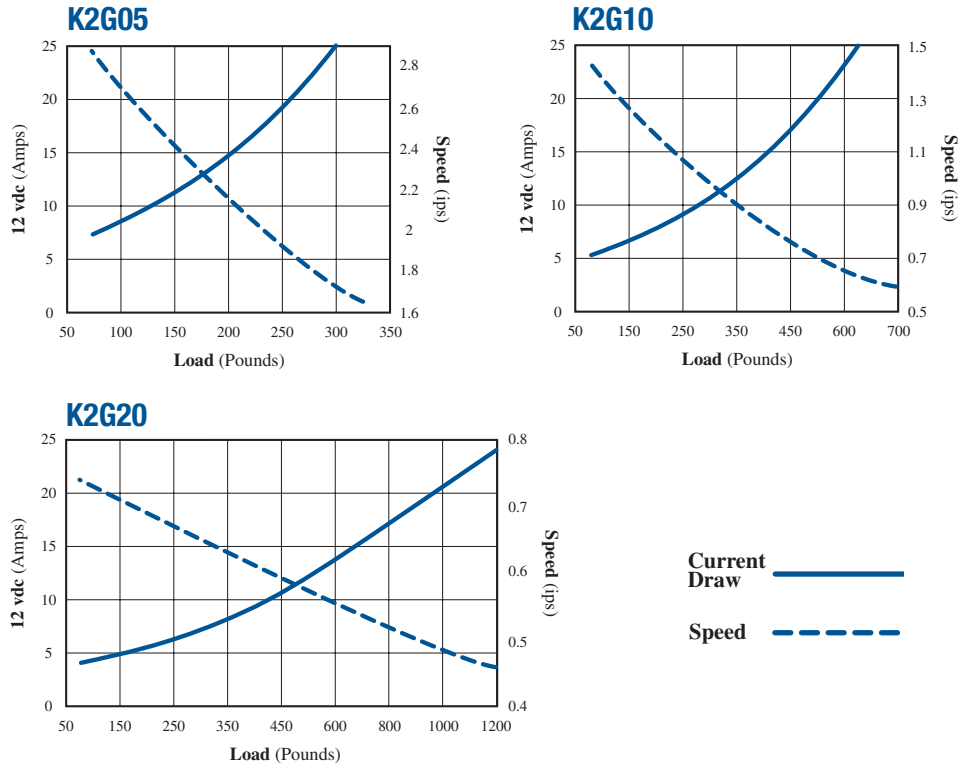 K2G05
25
20
15
10
5
0
12 vdc (Amps)
2.8
2.6
2.4
2.2
2
1.8
1.6
Speed (ips)
50 100 150 200 250 300 350
Load (Pounds)
K2G10
25
20
15
10
5
0
12 vdc (Amps)
1.5
1.3
1.1
0.9
0.7
0.5
Speed (ips)
50 150 250 350 450 600 700
Load (Pounds)
K2G20
25
20
15
10
5
0
12 vdc (Amps)
0.8
0.7
0.6
0.5
0.4
Speed (ips)
50 150 250 350 450 600 800 1000 1200
Load (Pounds)
Current
Draw
Speed